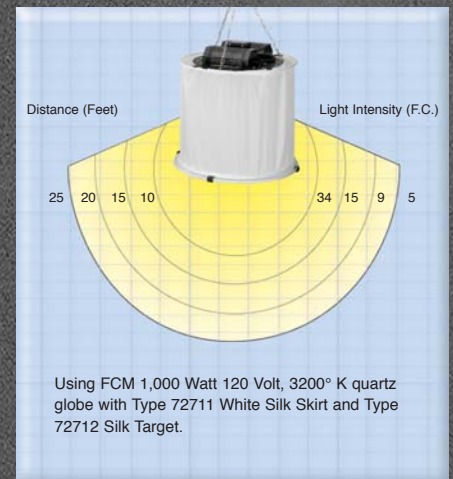 Distance (Feet) Light Intensity (F.C.)
25 20 15 10 34 15 9 5
Using FCM 1,000 Watt 120 Volt, 3200° K quartz
globe with Type 72711 White Silk Skirt and Type
72712 Silk Target.